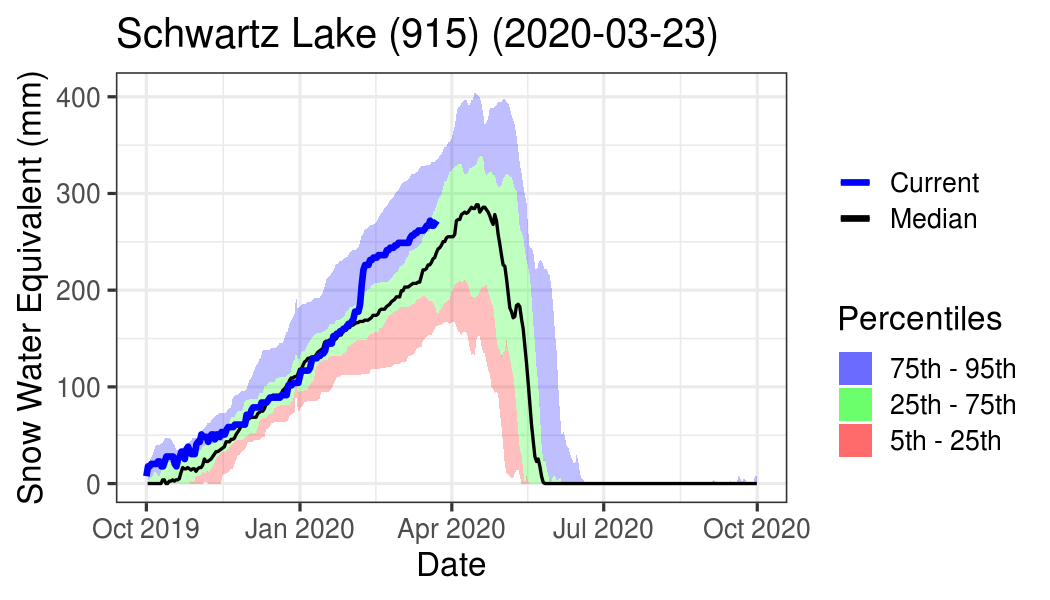 Schwartz Lake (915) (2020-03-23)
Snow Water Equivalent (mm)
400
300
200
100
0
Oct 2019
Jan 2020
Apr 2020
Jul 2020
Oct 2020
Date
Current
Median
Percentiles
75th - 95th
25th - 75th
5th - 25th